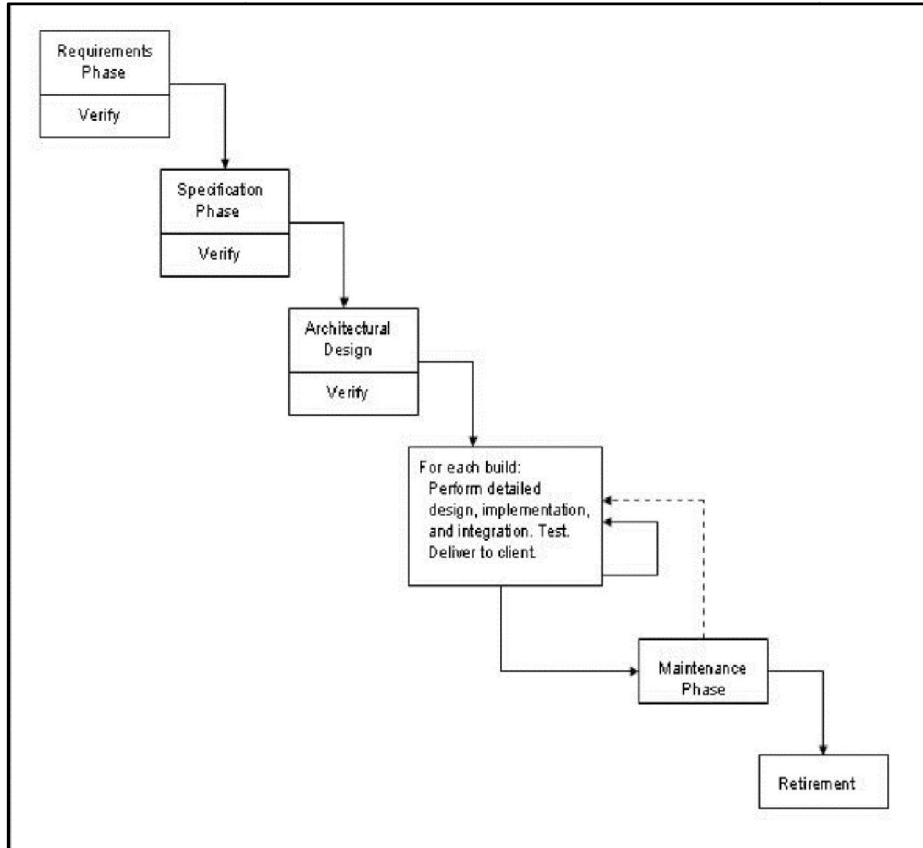 Requirements
Phase
Verify
Specification
Phase
Verify
Architectural
Design
Verify
For each build:
Perform detailed
design, implementation,
and integration. Test.
Deliver to client.
Maintenance
Phase
Retirement